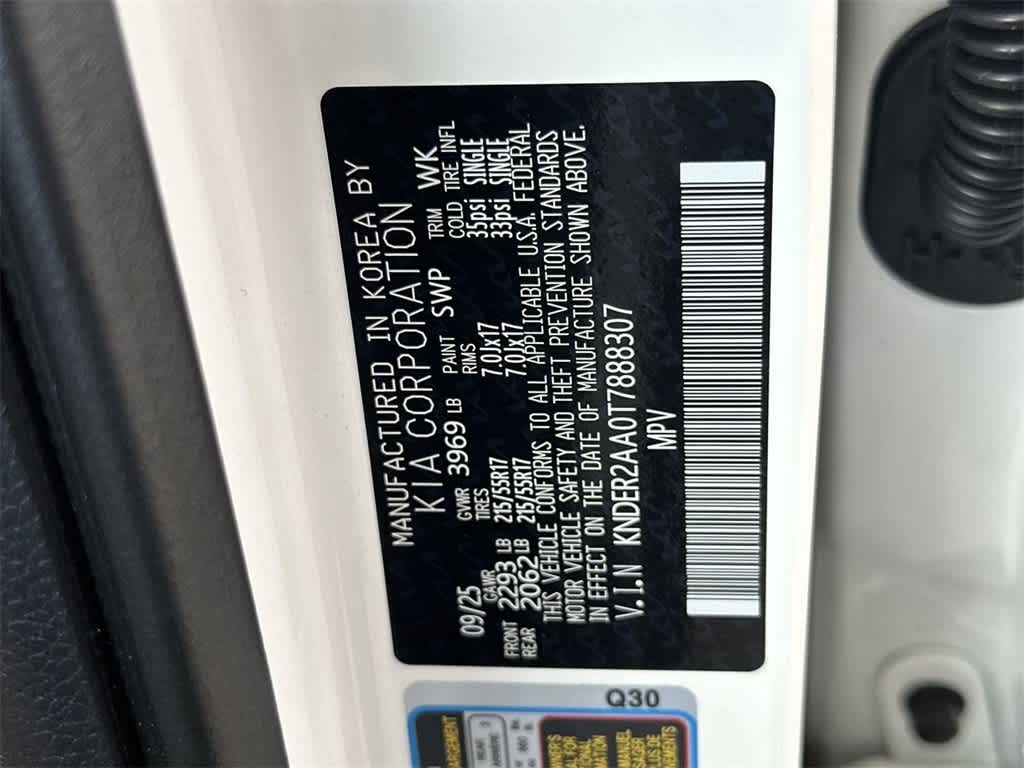 MANUFACTURED IN KOREA BY
KIA CORPORATION
09/25 GVWR 3969 LB PAINT SWP TRIM WK
GAWR TIRES RIMS COLD TIRE INFL
FRONT 2293 LB 215/55R17 7.0Jx17 35psi SINGLE
REAR 2062 LB 215/55R17 7.0Jx17 33psi SINGLE
THIS VEHICLE CONFORMS TO ALL APPLICABLE U.S.A. FEDERAL
MOTOR VEHICLE SAFETY AND THEFT PREVENTION STANDARDS
IN EFFECT ON THE DATE OF MANUFACTURE SHOWN ABOVE.
V.I.N KNDER2AA0T7888307
MPV
Q30